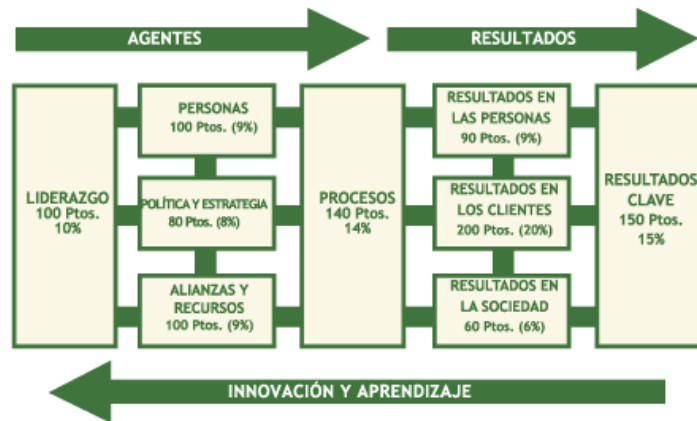 AGENTES
RESULTADOS
LIDERAZGO
100 Ptos.
10%
PERSONAS
100 Ptos. (9%)
POLÍTICA Y ESTRATEGIA
80 Ptos. (8%)
ALIANZAS Y
RECURSOS
100 Ptos. (9%)
PROCESOS
140 Ptos.
14%
RESULTADOS EN
LAS PERSONAS
90 Ptos. (9%)
RESULTADOS EN
LOS CLIENTES
200 Ptos. (20%)
RESULTADOS EN
LA SOCIEDAD
60 Ptos. (6%)
RESULTADOS
CLAVE
150 Ptos.
15%
INNOVACIÓN Y APRENDIZAJE